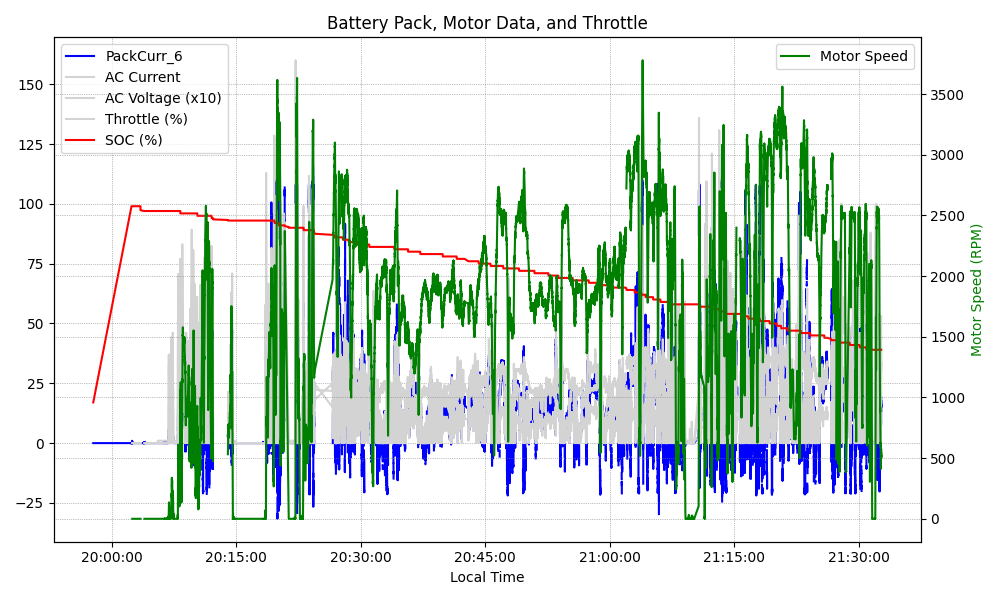 Battery Pack, Motor Data, and Throttle
PackCurr_6
AC Current
AC Voltage (x10)
Throttle (%)
SOC (%)
Motor Speed
150
125
100
75
50
25
0
−25
3500
3000
2500
2000
1500
1000
500
0
Motor Speed (RPM)
20:00:00
20:15:00
20:30:00
20:45:00
21:00:00
21:15:00
21:30:00
Local Time